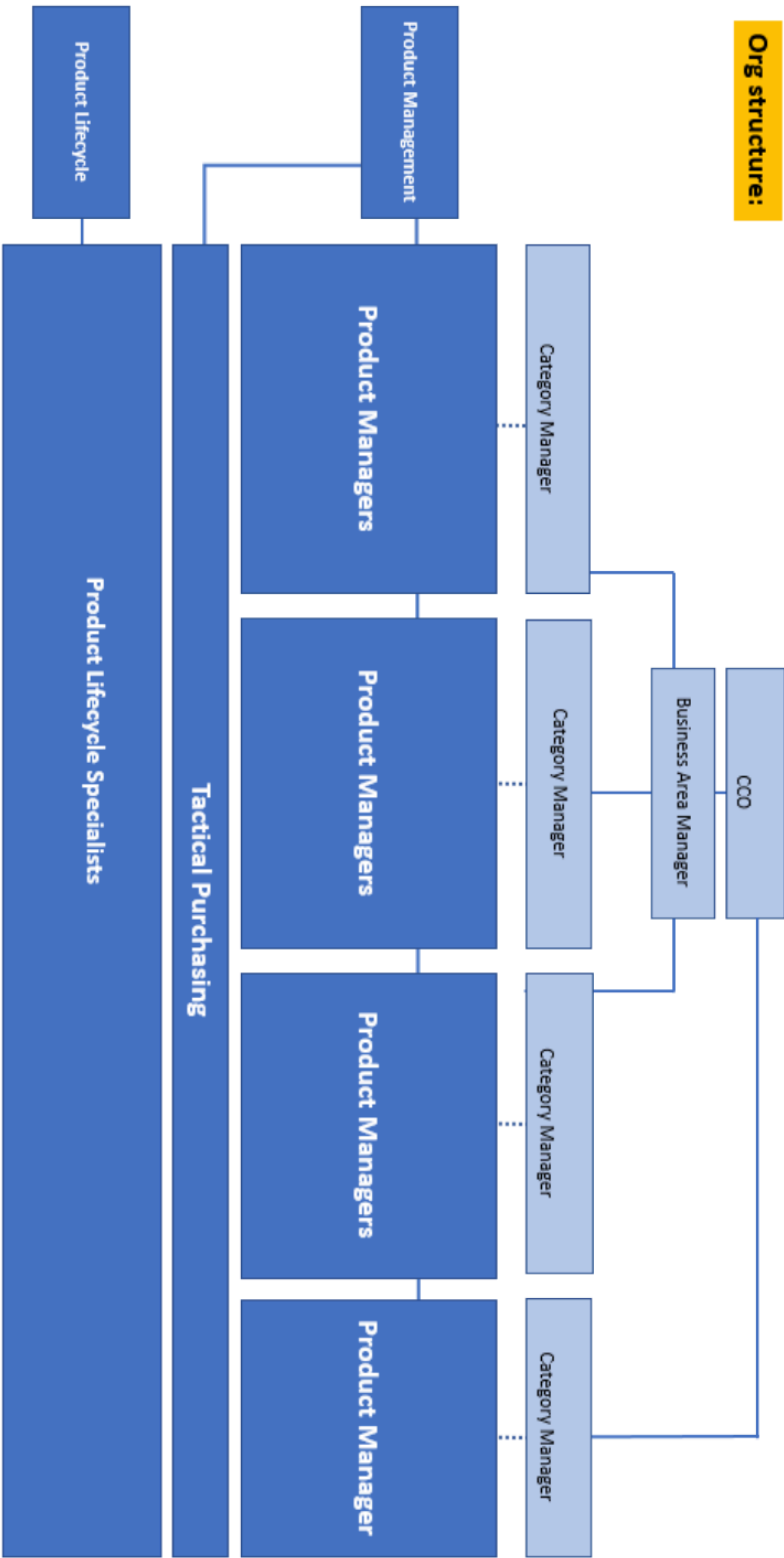 Org structure:
CCO
Business Area Manager
Category Manager
Category Manager
Category Manager
Category Manager
Product Management
Product Managers
Product Managers
Product Managers
Product Manager
Tactical Purchasing
Product Lifecycle
Product Lifecycle Specialists